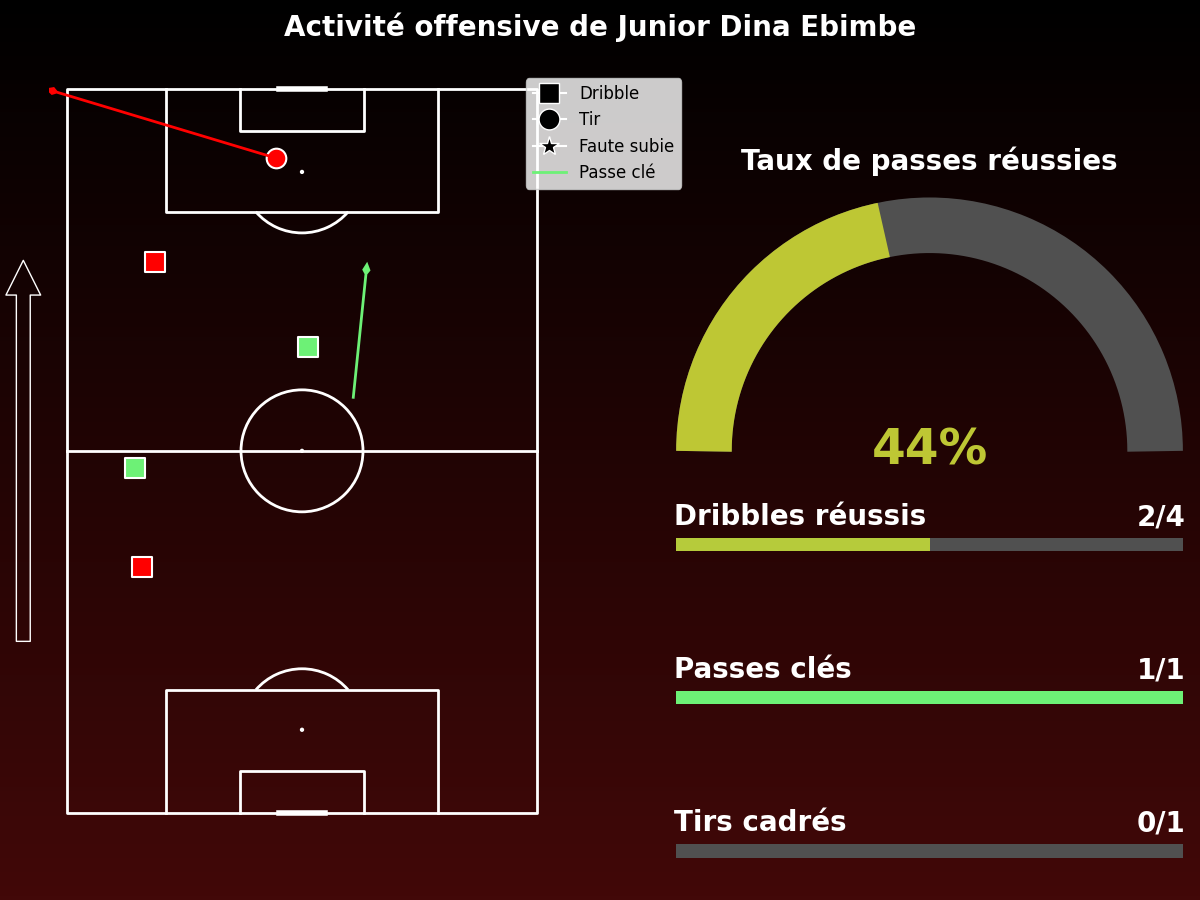 Activité offensive de Junior Dina Ebimbe
Dribble
Tir
Faute subie
Passe clé
Taux de passes réussies
44%
Dribbles réussis 2/4
Passes clés 1/1
Tirs cadrés 0/1